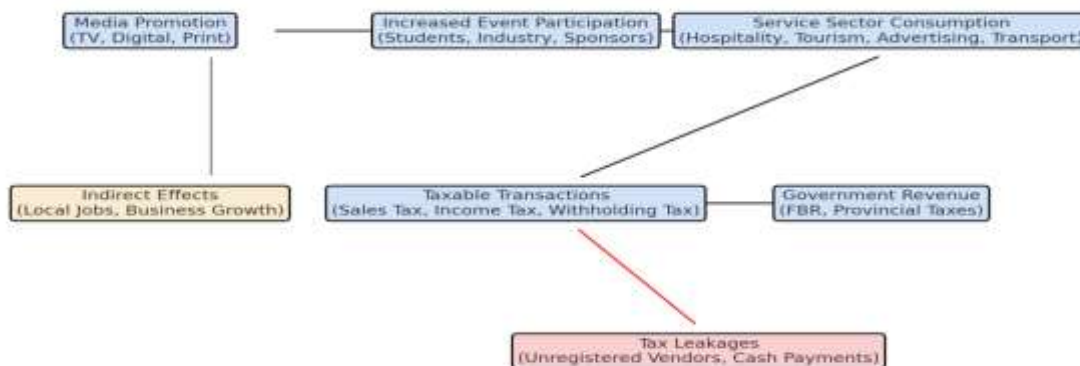 Media Promotion
(TV, Digital, Print)
Increased Event Participation
(Students, Industry, Sponsors)
Service Sector Consumption
(Hospitality, Tourism, Advertising, Transport)
Indirect Effects
(Local Jobs, Business Growth)
Taxable Transactions
(Sales Tax, Income Tax, Withholding Tax)
Government Revenue
(FBR, Provincial Taxes)
Tax Leakages
(Unregistered Vendors, Cash Payments)